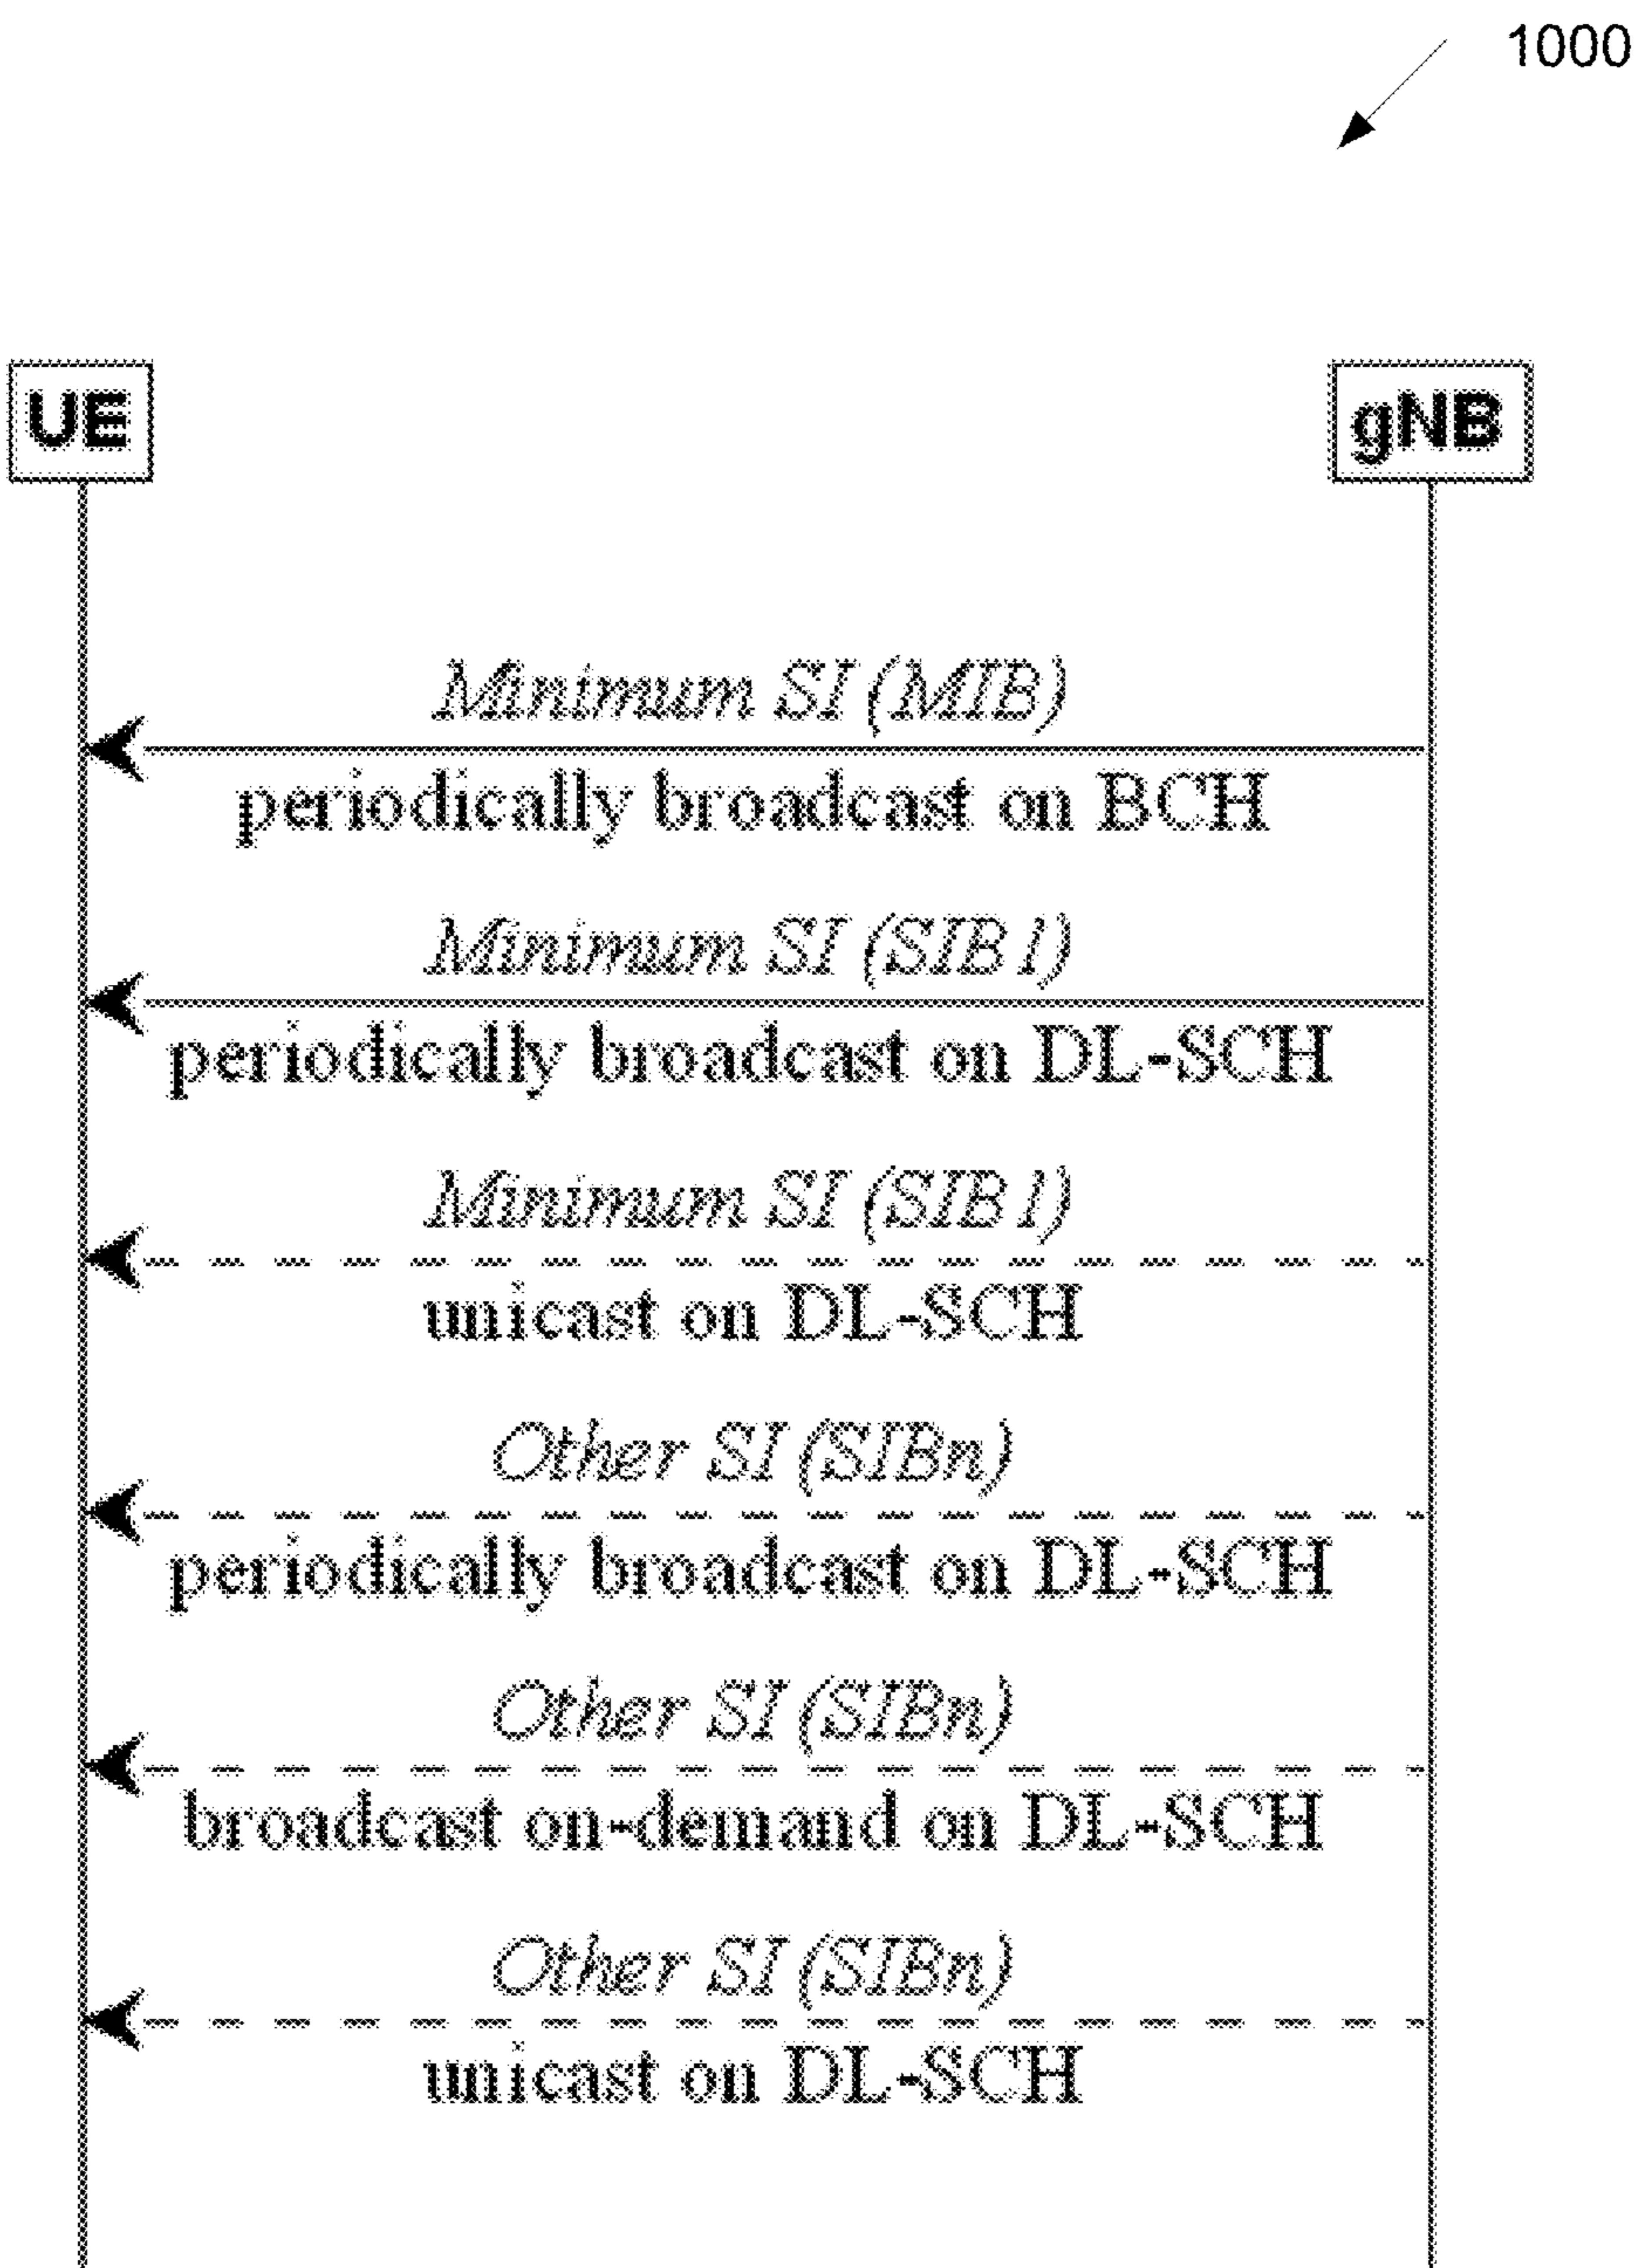 1000
UE
gNB
Minimum SI (MIB)
periodically broadcast on BCH
Minimum SI (SIB1)
periodically broadcast on DL-SCH
Minimum SI (SIB1)
unicast on DL-SCH
Other SI (SIBn)
periodically broadcast on DL-SCH
Other SI (SIBn)
broadcast on-demand on DL-SCH
Other SI (SIBn)
unicast on DL-SCH